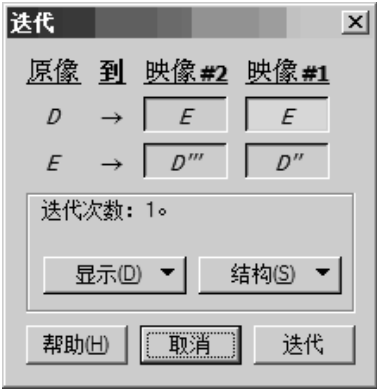 迭代
原像 到 映像#2 映像#1
D → E E
E → D''' D''
迭代次数：1。
显示(D) 结构(S)
帮助(H) 取消 迭代